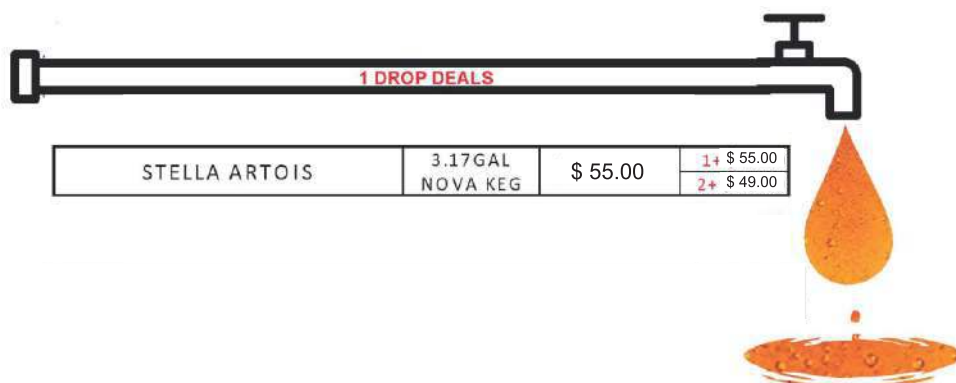 1 DROP DEALS
STELLA ARTOIS
3.17GAL
NOVA KEG
$ 55.00
1+ $ 55.00
2+ $ 49.00